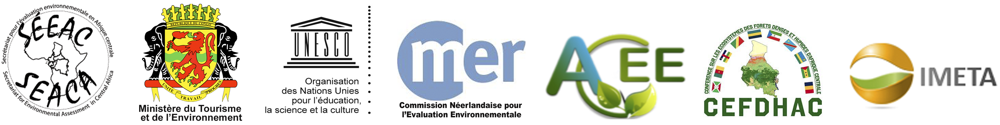 Secrétariat pour l'évaluation environnementale en Afrique centrale
SÉEAC
SEACA
Secretariat for Environmental Assessment in Central Africa
REPUBLIQUE DU CONGO
UNITE TRAVAIL PROGRES
Ministère du Tourisme
et de l'Environnement
UNESCO
Organisation
des Nations Unies
pour l'éducation,
la science et la culture
Cmer
Commission Néerlandaise pour
l'Evaluation Environnementale
ACEE
CONFERENCE SUR LES ECOSYSTEMES DES FORETS DENSES ET HUMIDES D'AFRIQUE CENTRALE
CEFDHAC
IMETA